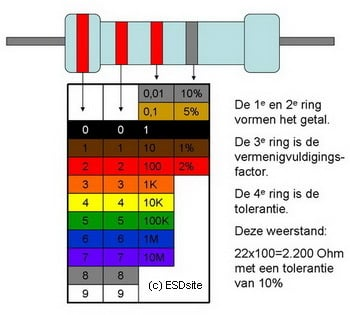 0,01 10%
0,1 5%
0 0 1
1 1 10 1%
2 2 100 2%
3 3 1K
4 4 10K
5 5 100K
6 6 1M
7 7 10M
8 8
9 9
(c) ESDsite
De 1e en 2e ring
vormen het getal.
De 3e ring is de
vermenigvuldigings-
factor.
De 4e ring is de
tolerantie.
Deze weerstand:
22x100=2.200 Ohm
met een tolerantie
van 10%